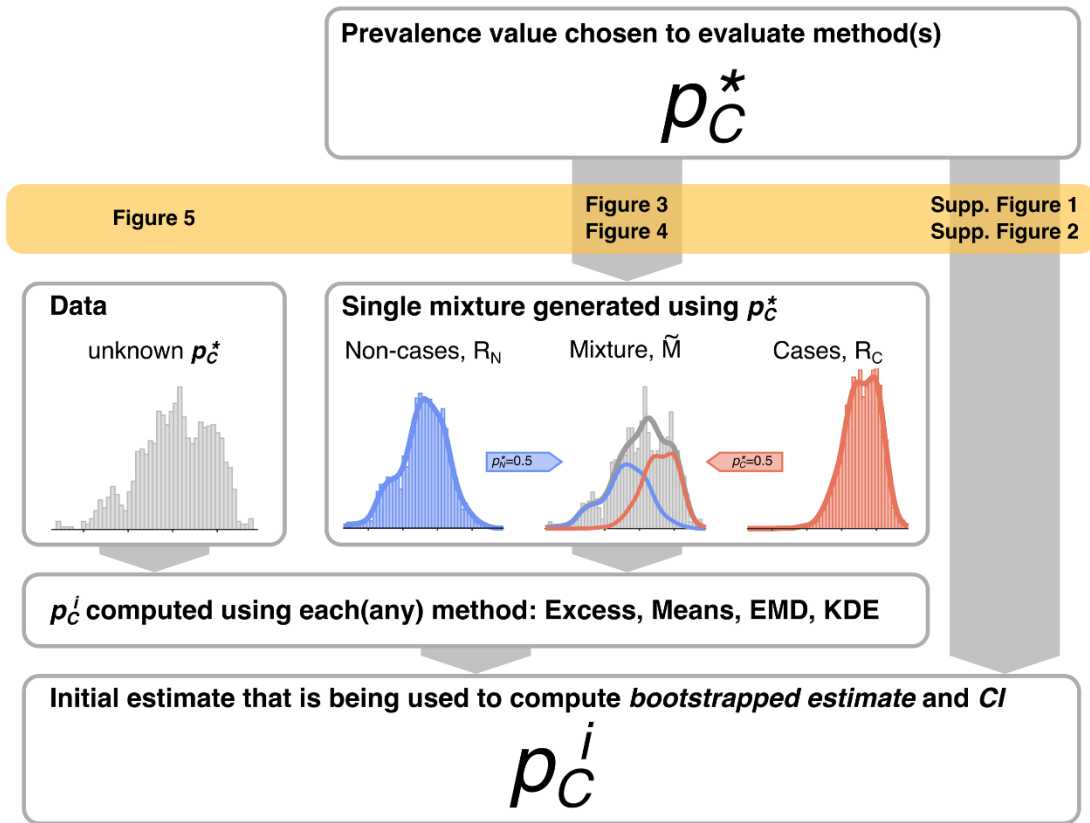 Prevalence value chosen to evaluate method(s)
p*C
Figure 5
Figure 3
Figure 4
Supp. Figure 1
Supp. Figure 2
Data
unknown p*C
Single mixture generated using p*C
Non-cases, RN
Mixture, M̃
Cases, RC
p*N=0.5
p*C=0.5
piC computed using each(any) method: Excess, Means, EMD, KDE
Initial estimate that is being used to compute bootstrapped estimate and CI
piC